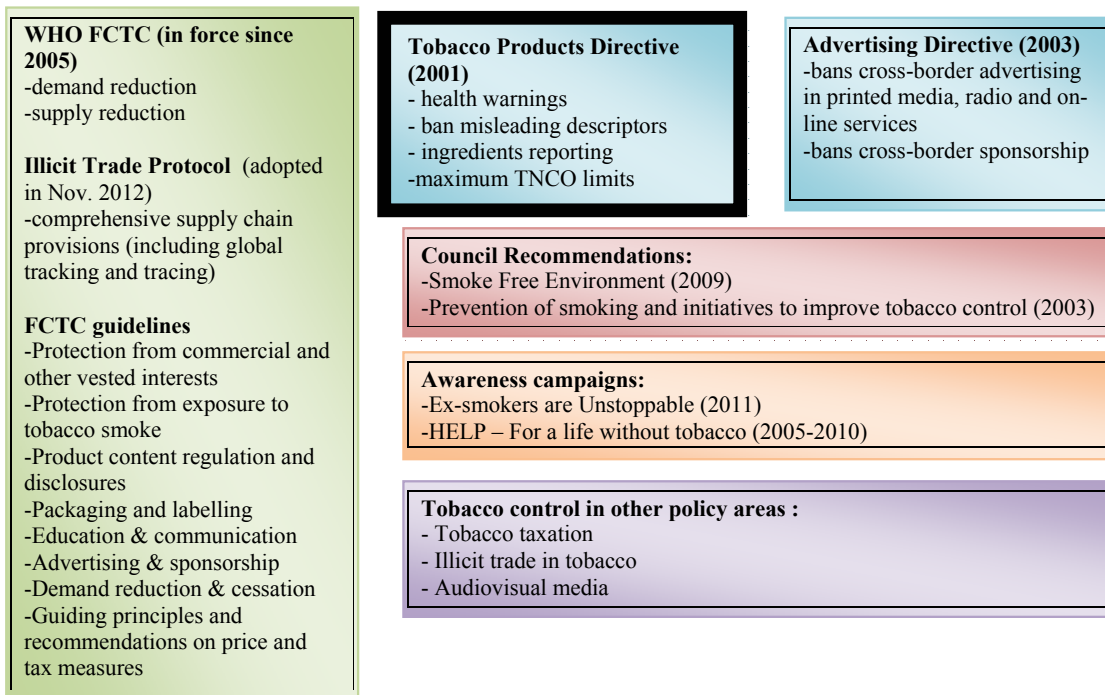 WHO FCTC (in force since
2005)
-demand reduction
-supply reduction
Illicit Trade Protocol (adopted
in Nov. 2012)
-comprehensive supply chain
provisions (including global
tracking and tracing)
FCTC guidelines
-Protection from commercial and
other vested interests
-Protection from exposure to
tobacco smoke
-Product content regulation and
disclosures
-Packaging and labelling
-Education & communication
-Advertising & sponsorship
-Demand reduction & cessation
-Guiding principles and
recommendations on price and
tax measures
Tobacco Products Directive
(2001)
- health warnings
- ban misleading descriptors
- ingredients reporting
-maximum TNCO limits
Advertising Directive (2003)
-bans cross-border advertising
in printed media, radio and on-
line services
-bans cross-border sponsorship
Council Recommendations:
-Smoke Free Environment (2009)
-Prevention of smoking and initiatives to improve tobacco control (2003)
Awareness campaigns:
-Ex-smokers are Unstoppable (2011)
-HELP – For a life without tobacco (2005-2010)
Tobacco control in other policy areas :
- Tobacco taxation
- Illicit trade in tobacco
- Audiovisual media